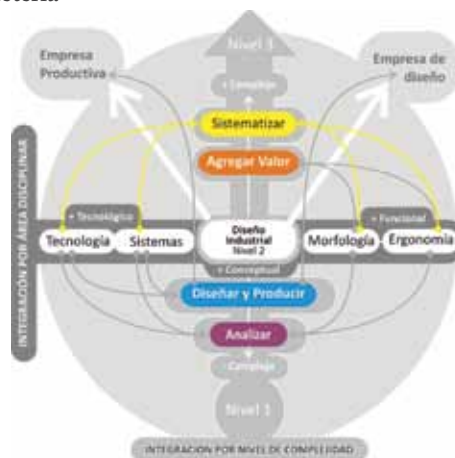 Nivel 3
Empresa
Productiva
Empresa de
diseño
+ Complejo
Sistematizar
Agregar Valor
+ Tecnológico
+ Funcional
Tecnología
Sistemas
Diseño
Industrial
Nivel 2
Morfología
Ergonomía
+ Conceptual
Diseñar y Producir
Analizar
- Complejo
Nivel 1
INTEGRACIÓN POR ÁREA DISCIPLINAR
INTEGRACION POR NIVEL DE COMPLEJIDAD